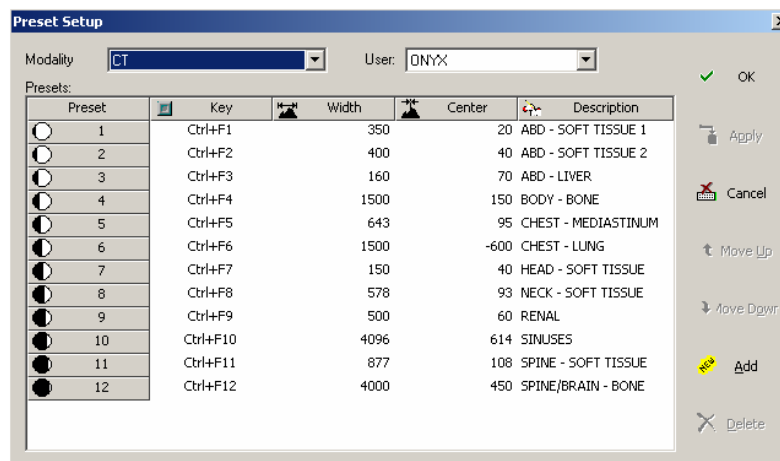 Preset Setup
Modality CT User: ONYX
Presets:
Preset Key Width Center Description
1 Ctrl+F1 350 20 ABD - SOFT TISSUE 1
2 Ctrl+F2 400 40 ABD - SOFT TISSUE 2
3 Ctrl+F3 160 70 ABD - LIVER
4 Ctrl+F4 1500 150 BODY - BONE
5 Ctrl+F5 643 95 CHEST - MEDIASTINUM
6 Ctrl+F6 1500 -600 CHEST - LUNG
7 Ctrl+F7 150 40 HEAD - SOFT TISSUE
8 Ctrl+F8 578 93 NECK - SOFT TISSUE
9 Ctrl+F9 500 60 RENAL
10 Ctrl+F10 4096 614 SINUSES
11 Ctrl+F11 877 108 SPINE - SOFT TISSUE
12 Ctrl+F12 4000 450 SPINE/BRAIN - BONE
OK
Apply
Cancel
Move Up
Move Down
NEW Add
Delete